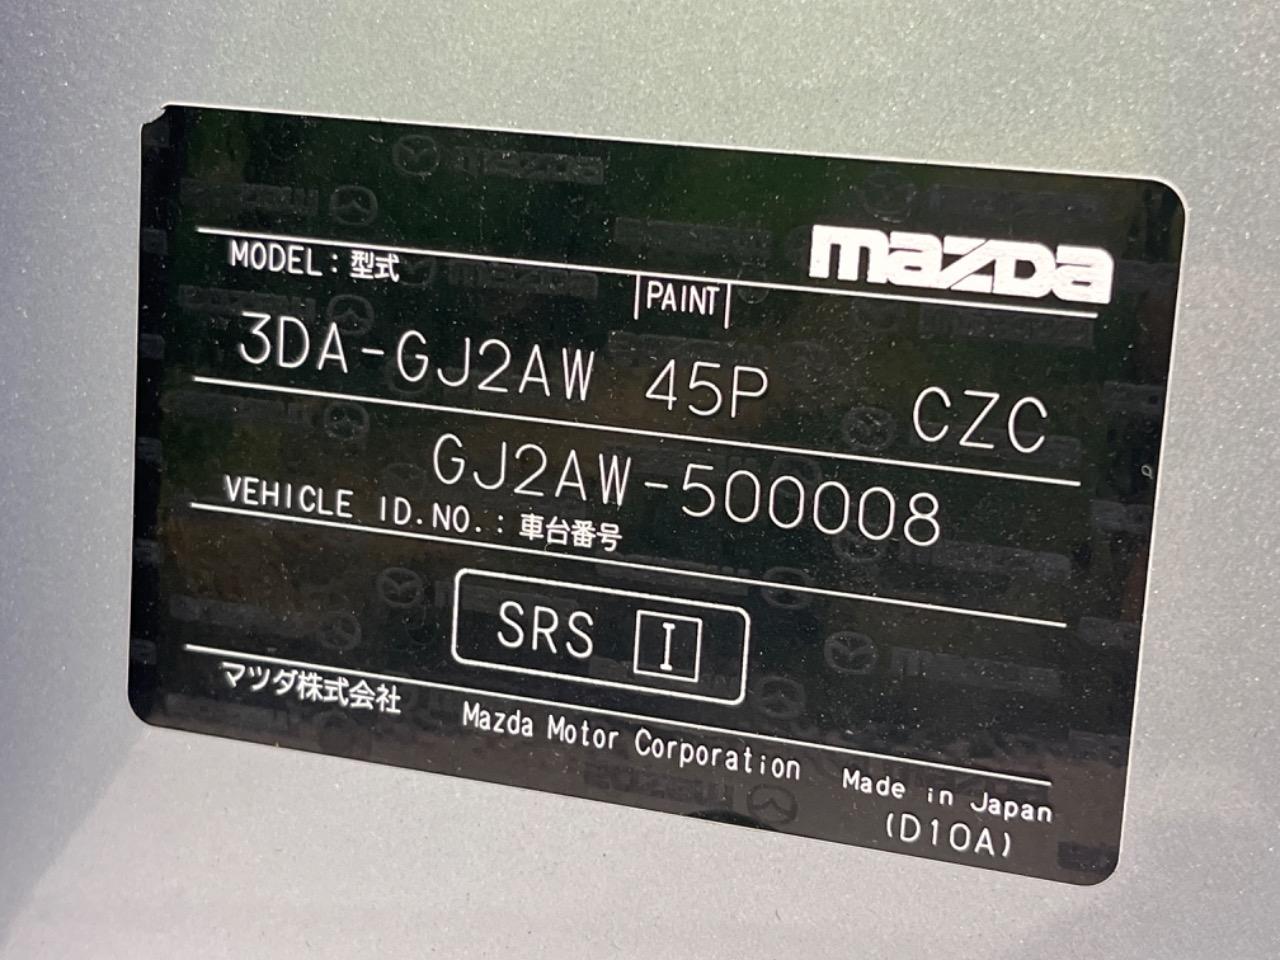 mazda
MODEL：型式
PAINT
3DA-GJ2AW 45P CZC
GJ2AW-500008
VEHICLE ID.NO.：車台番号
SRS I
マツダ株式会社 Mazda Motor Corporation Made in Japan
(D10A)